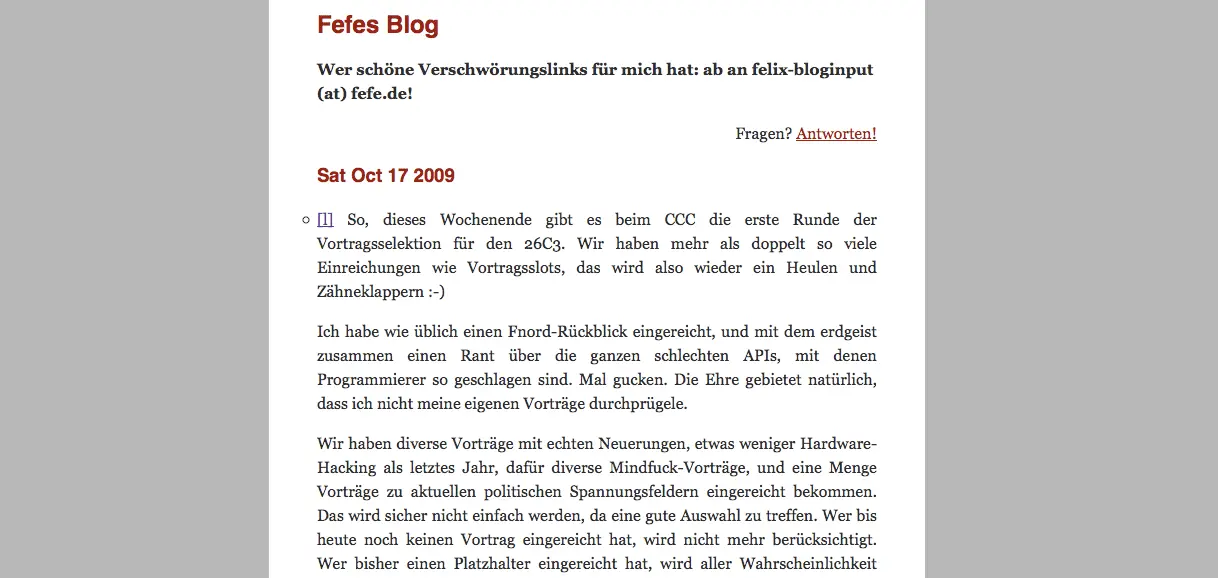 Fefes Blog
Wer schöne Verschwörungslinks für mich hat: ab an felix-bloginput
(at) fefe.de!
Fragen? Antworten!
Sat Oct 17 2009
[l] So, dieses Wochenende gibt es beim CCC die erste Runde der
Vortragsselektion für den 26C3. Wir haben mehr als doppelt so viele
Einreichungen wie Vortragsslots, das wird also wieder ein Heulen und
Zähneklappern :-)
Ich habe wie üblich einen Fnord-Rückblick eingereicht, und mit dem erdgeist
zusammen einen Rant über die ganzen schlechten APIs, mit denen
Programmierer so geschlagen sind. Mal gucken. Die Ehre gebietet natürlich,
dass ich nicht meine eigenen Vorträge durchprügele.
Wir haben diverse Vorträge mit echten Neuerungen, etwas weniger Hardware-
Hacking als letztes Jahr, dafür diverse Mindfuck-Vorträge, und eine Menge
Vorträge zu aktuellen politischen Spannungsfeldern eingereicht bekommen.
Das wird sicher nicht einfach werden, da eine gute Auswahl zu treffen. Wer bis
heute noch keinen Vortrag eingereicht hat, wird nicht mehr berücksichtigt.
Wer bisher einen Platzhalter eingereicht hat, wird aller Wahrscheinlichkeit